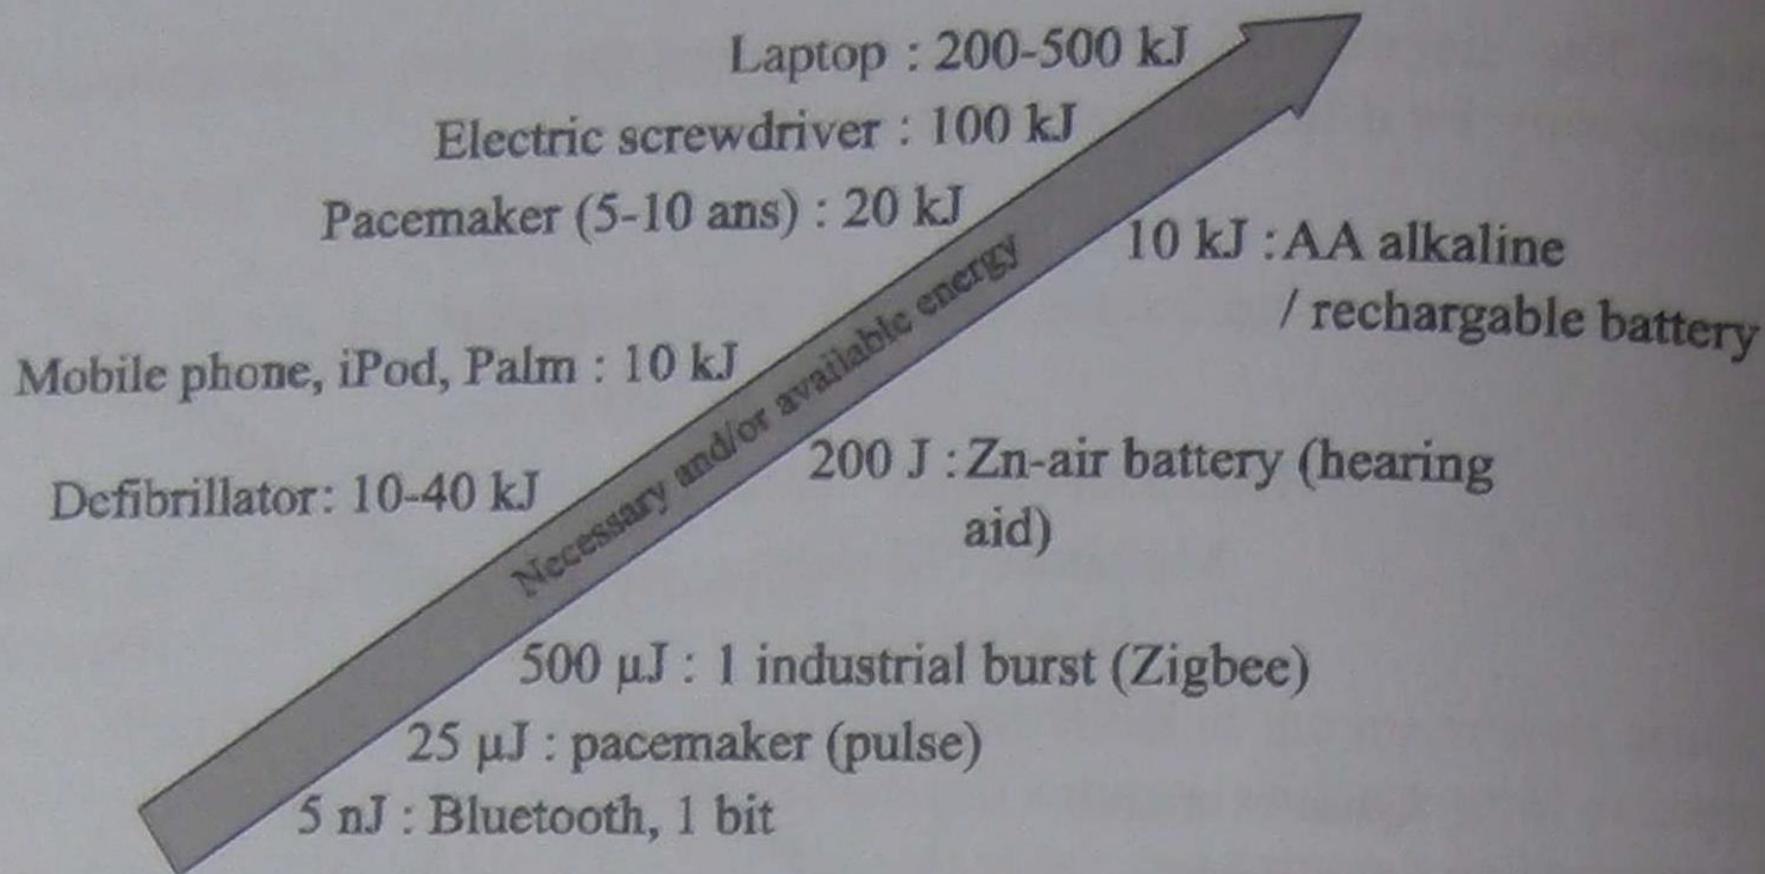 Laptop : 200-500 kJ
Electric screwdriver : 100 kJ
Pacemaker (5-10 ans) : 20 kJ
10 kJ : AA alkaline
/ rechargable battery
Mobile phone, iPod, Palm : 10 kJ
Necessary and/or available energy
200 J : Zn-air battery (hearing
aid)
Defibrillator: 10-40 kJ
500 µJ : 1 industrial burst (Zigbee)
25 µJ : pacemaker (pulse)
5 nJ : Bluetooth, 1 bit